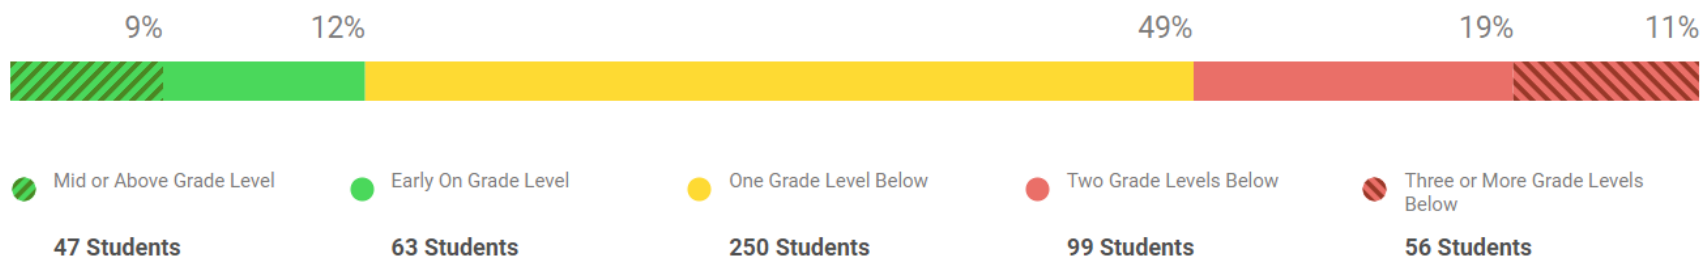 9% 12% 49% 19% 11%
Mid or Above Grade Level
47 Students
Early On Grade Level
63 Students
One Grade Level Below
250 Students
Two Grade Levels Below
99 Students
Three or More Grade Levels
Below
56 Students